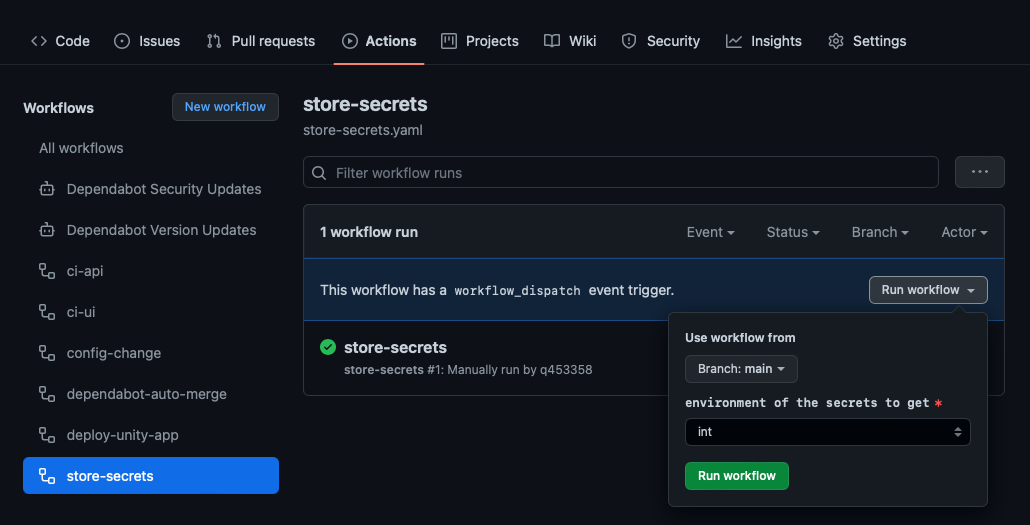 Code Issues Pull requests Actions Projects Wiki Security Insights Settings
Workflows New workflow
All workflows
Dependabot Security Updates
Dependabot Version Updates
ci-api
ci-ui
config-change
dependabot-auto-merge
deploy-unity-app
store-secrets
store-secrets
store-secrets.yaml
Filter workflow runs ...
1 workflow run Event Status Branch Actor
This workflow has a workflow_dispatch event trigger. Run workflow
store-secrets
store-secrets #1: Manually run by q453358
Use workflow from
Branch: main
environment of the secrets to get *
int
Run workflow